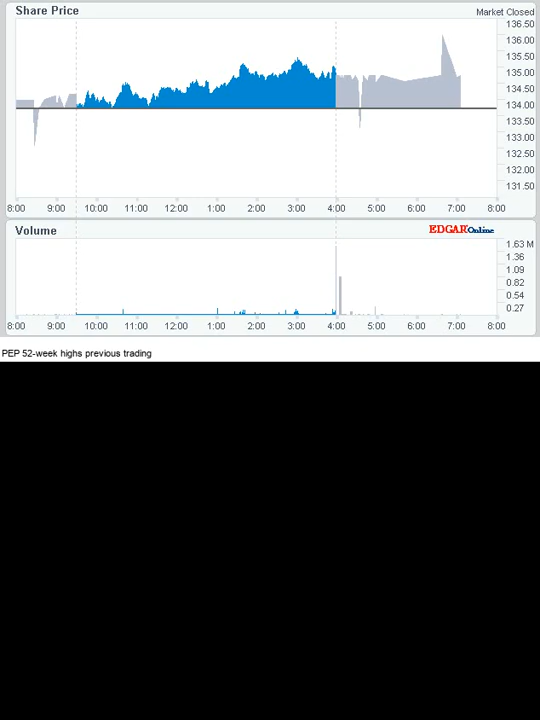 Share Price
Market Closed
136.50
136.00
135.50
135.00
134.50
134.00
133.50
133.00
132.50
132.00
131.50
8:00 9:00 10:00 11:00 12:00 1:00 2:00 3:00 4:00 5:00 6:00 7:00 8:00
Volume
EDGAR Online
1.63 M
1.36
1.09
0.82
0.54
0.27
8:00 9:00 10:00 11:00 12:00 1:00 2:00 3:00 4:00 5:00 6:00 7:00 8:00
PEP 52-week highs previous trading